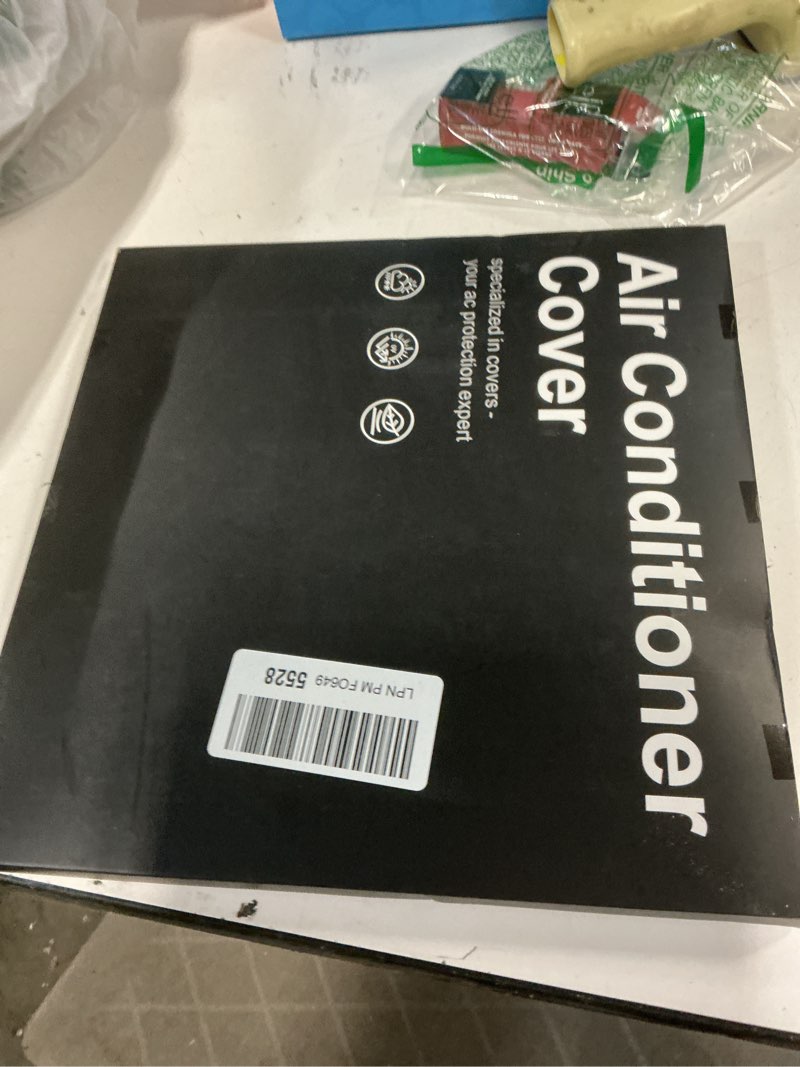 Air Conditioner
Cover
specialized in covers -
your ac protection expert
LPN PM FO649 5528